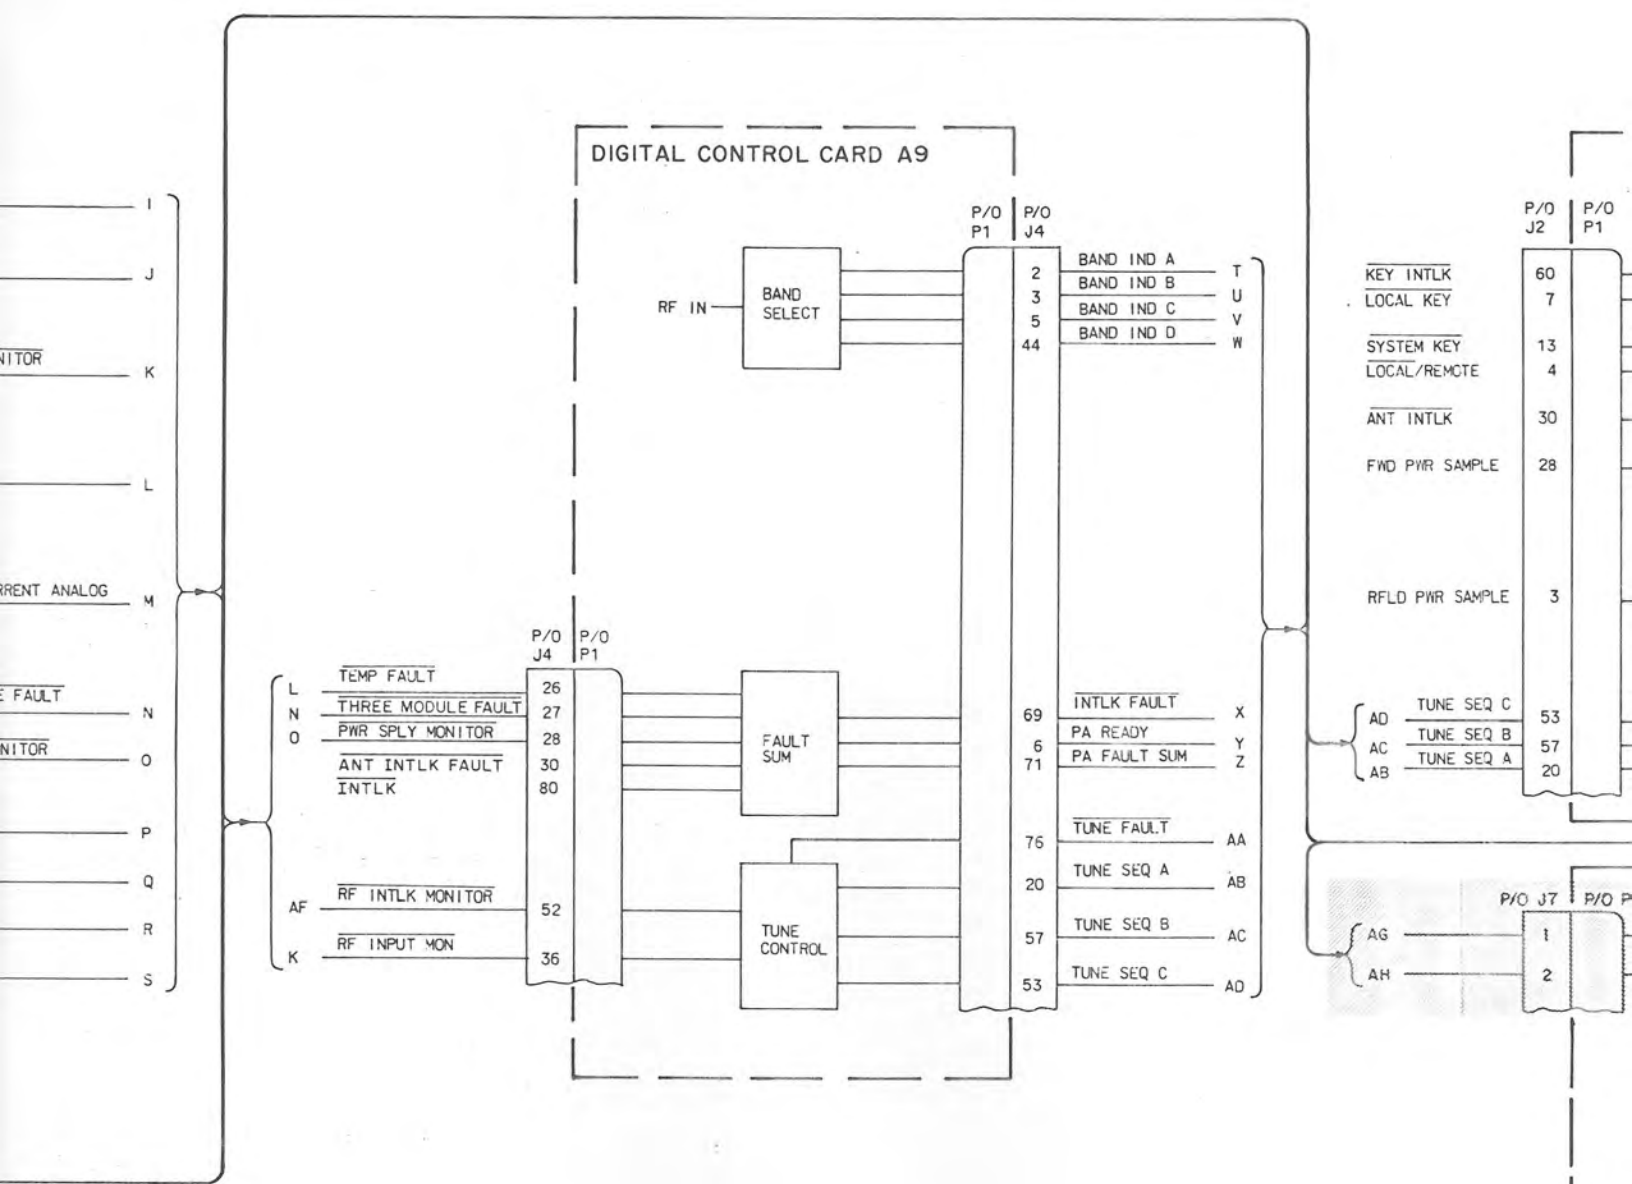 DIGITAL CONTROL CARD A9
P/O P/O
P1 J4
P/O P/O
J2 P1
I
J
NITOR
K
L
RRENT ANALOG
M
E FAULT
N
NITOR
O
P
Q
R
S
RF IN
BAND
SELECT
2 BAND IND A T
3 BAND IND B U
5 BAND IND C V
44 BAND IND D W
P/O P/O
J4 P1
L TEMP FAULT 26
N THREE MODULE FAULT 27
O PWR SPLY MONITOR 28
ANT INTLK FAULT 30
INTLK 80
AF RF INTLK MONITOR 52
K RF INPUT MON 36
FAULT
SUM
TUNE
CONTROL
69 INTLK FAULT X
6 PA READY Y
71 PA FAULT SUM Z
75 TUNE FAULT AA
20 TUNE SEQ A AB
57 TUNE SEQ B AC
53 TUNE SEQ C AD
KEY INTLK 60
LOCAL KEY 7
SYSTEM KEY 13
LOCAL/REMOTE 4
ANT INTLK 30
FWD PWR SAMPLE 28
RFLD PWR SAMPLE 3
AD TUNE SEQ C 53
AC TUNE SEQ B 57
AB TUNE SEQ A 20
P/O J7 P/O P
AG 1
AH 2